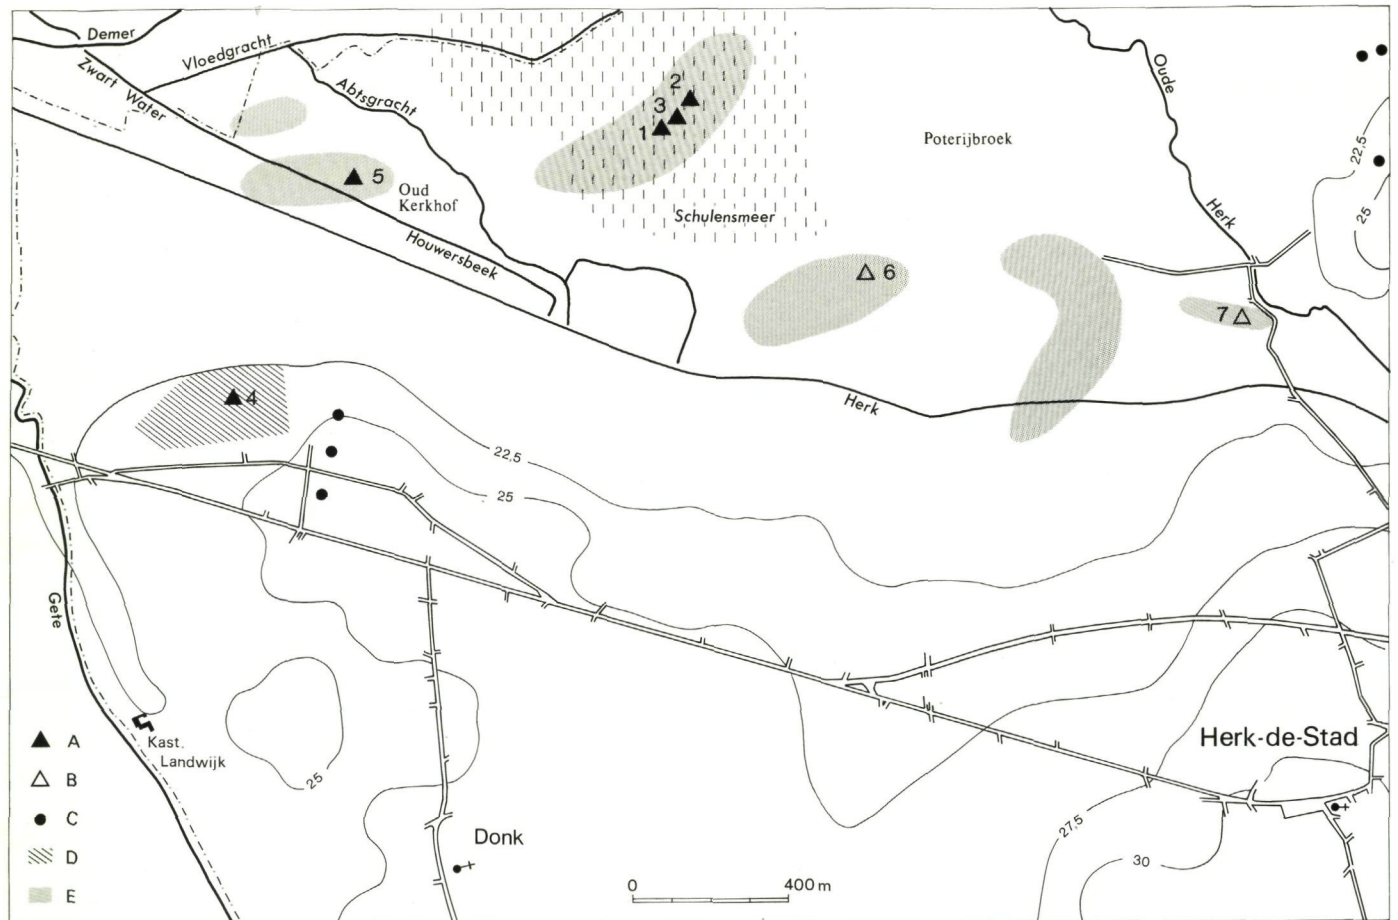 Demer
Vloedgracht
Zwart Water
Abtsgracht
Oude
Herk
2
3
1
Poterijbroek
22,5
25
5
Oud
Kerkhof
Schulensmeer
Houwersbeek
6
7
4
Herk
22,5
25
Gete
Herk-de-Stad
A
Kast.
Landwijk
B
25
C
Donk
27,5
D
30
E
0 400 m